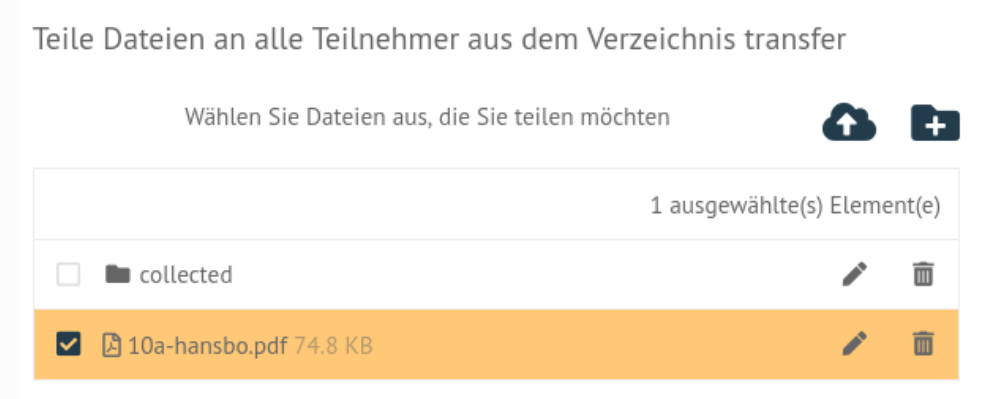 Teile Dateien an alle Teilnehmer aus dem Verzeichnis transfer
Wählen Sie Dateien aus, die Sie teilen möchten
1 ausgewählte(s) Element(e)
collected
10a-hansbo.pdf 74.8 KB